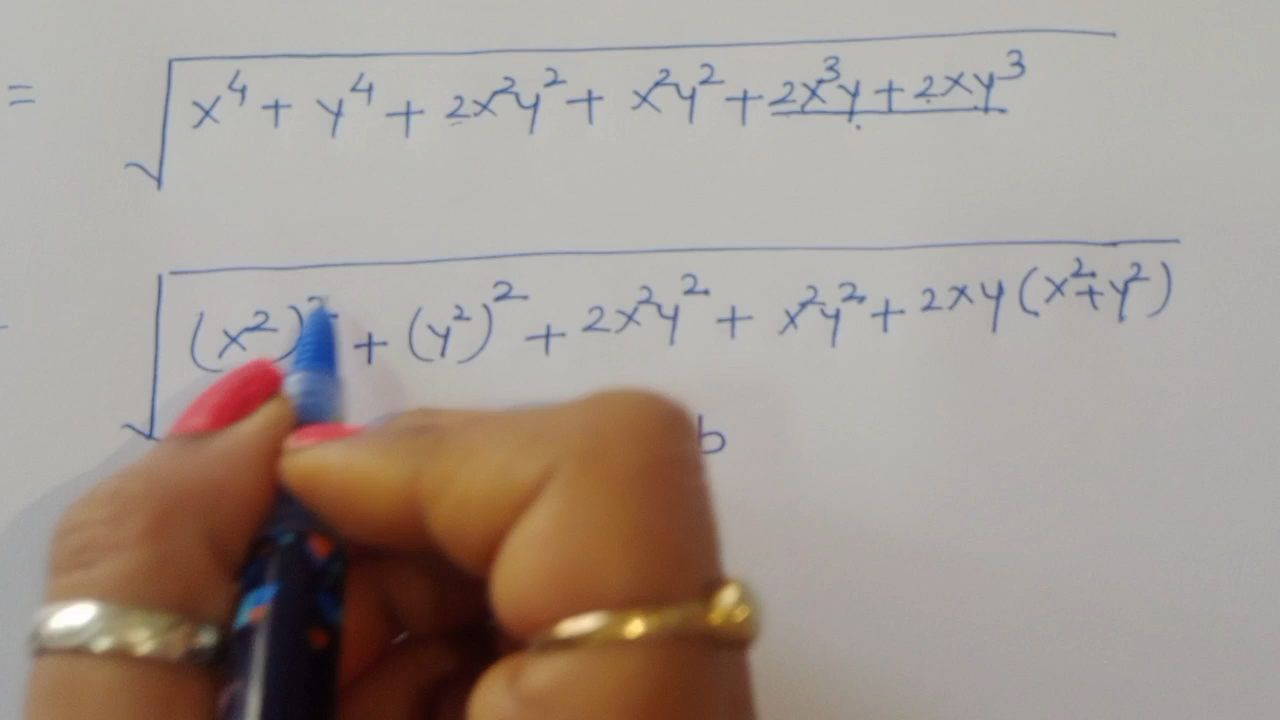 = √(x⁴ + y⁴ + 2x²y² + x²y² + 2x³y + 2xy³)
√((x²)² + (y²)² + 2x²y² + x²y² + 2xy(x²+y²))
b